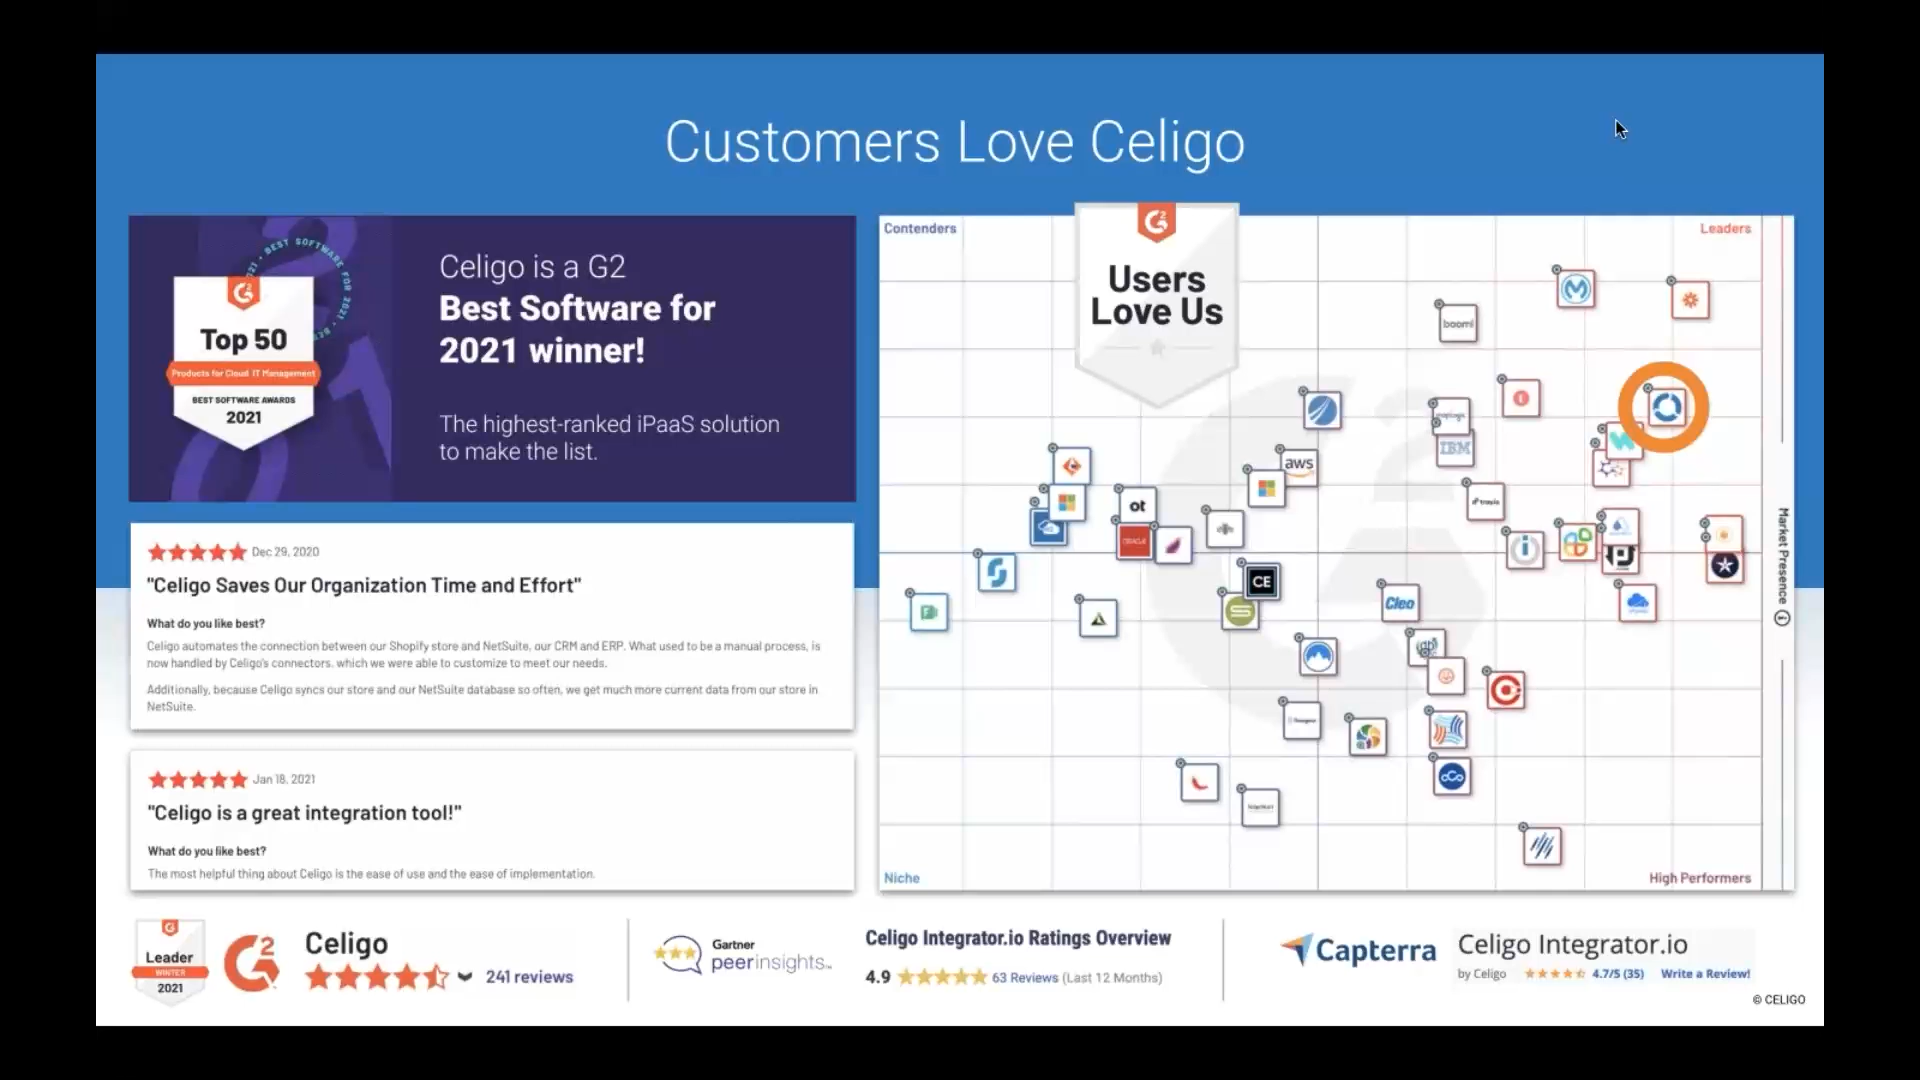 Customers Love Celigo
BEST SOFTWARE FOR 2021
Top 50
Products for Cloud IT Management
BEST SOFTWARE AWARDS
2021
Celigo is a G2
Best Software for
2021 winner!
The highest-ranked iPaaS solution
to make the list.
Dec 29, 2020
"Celigo Saves Our Organization Time and Effort"
What do you like best?
Celigo automates the connection between our Shopify store and NetSuite, our CRM and ERP. What used to be a manual process, is
now handled by Celigo's connectors, which we were able to customize to meet our needs.
Additionally, because Celigo syncs our store and our NetSuite database so often, we get much more current data from our store in
NetSuite.
Jan 18, 2021
"Celigo is a great integration tool!"
What do you like best?
The most helpful thing about Celigo is the ease of use and the ease of implementation.
Contenders
Leaders
Users
Love Us
boomi
IBM
aws
ot
ORACLE
CE
Cleo
Market Presence
Niche
High Performers
Leader
WINTER
2021
Celigo
241 reviews
Gartner
peerinsights
Celigo Integrator.io Ratings Overview
4.9
63 Reviews (Last 12 Months)
Capterra
Celigo Integrator.io
by Celigo
4.7/5 (35)
Write a Review!
© CELIGO